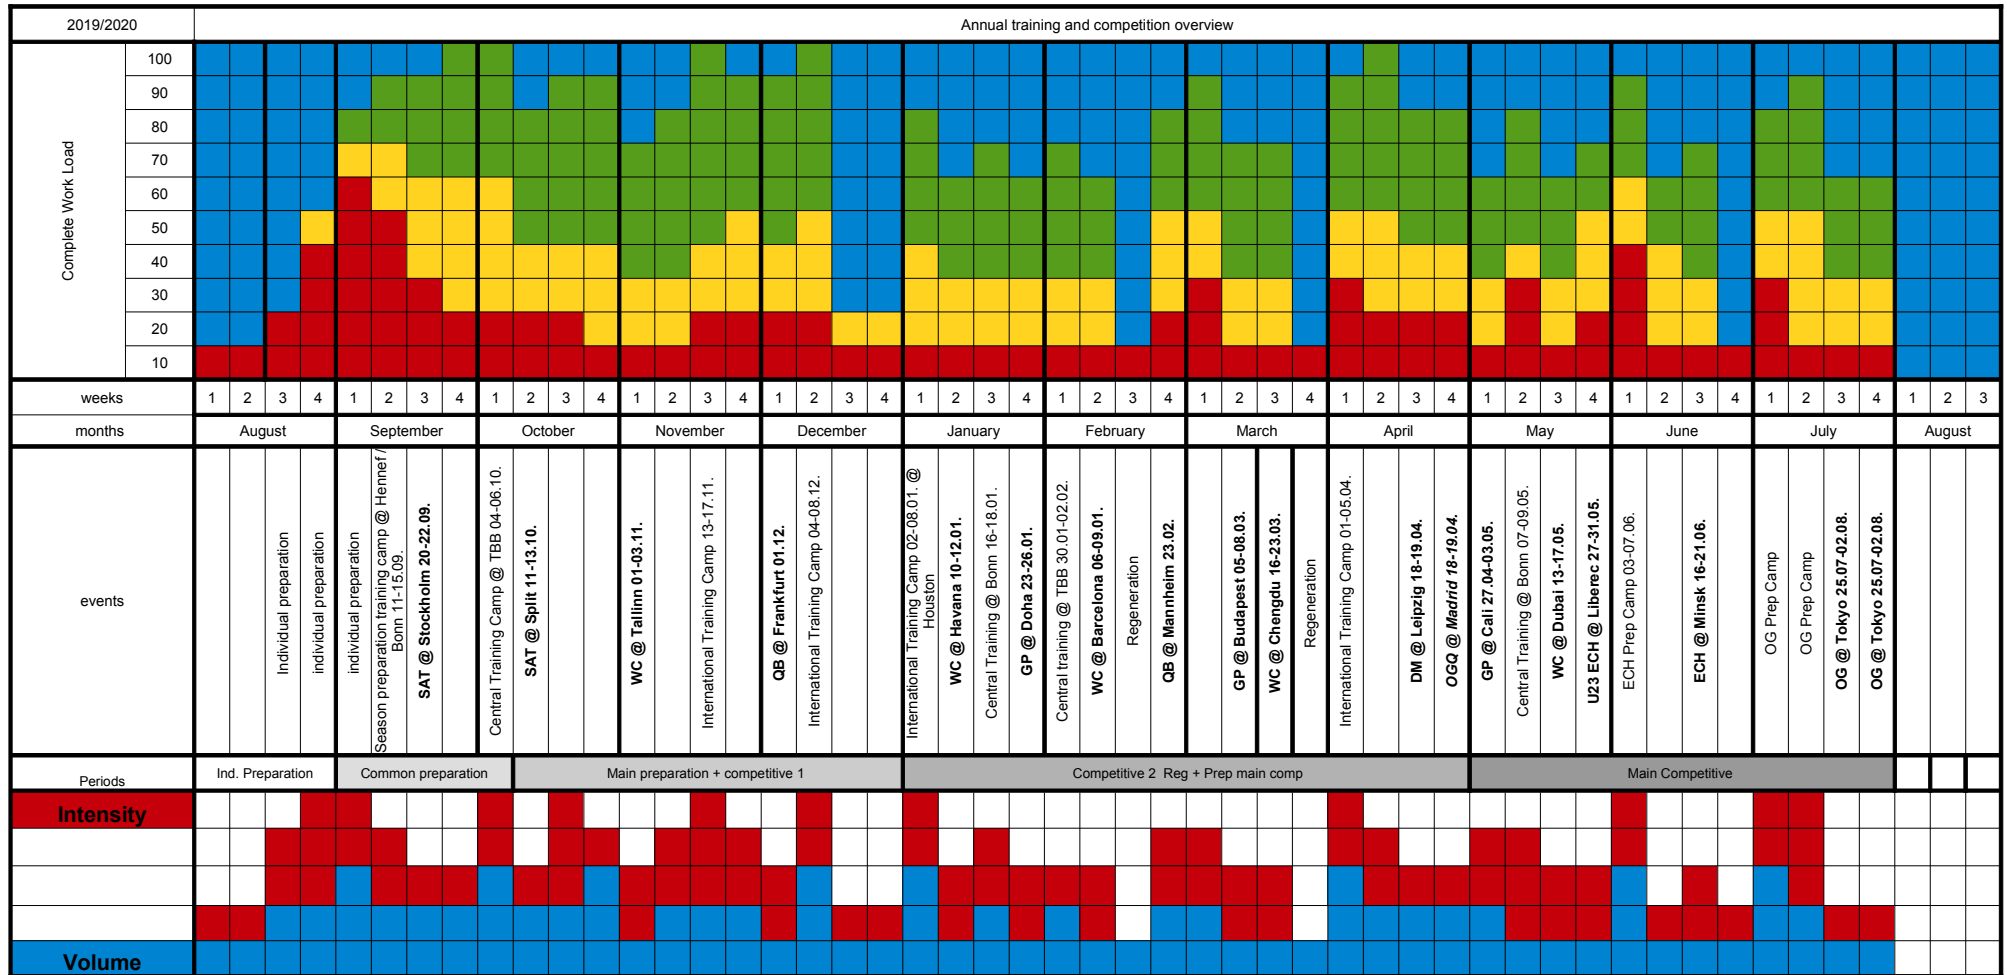 2019/2020 Annual training and competition overview
Complete Work Load
100
90
80
70
60
50
40
30
20
10
weeks 1 2 3 4 1 2 3 4 1 2 3 4 1 2 3 4 1 2 3 4 1 2 3 4 1 2 3 4 1 2 3 4 1 2 3 4 1 2 3 4 1 2 3 4 1 2 3 4 1 2 3
months August September October November December January February March April May June July August
events
Individual preparation
individual preparation
individual preparation
Season preparation training camp @ Hennef /
Bonn 11-15.09.
SAT @ Stockholm 20-22.09.
Central Training Camp @ TBB 04-06.10.
SAT @ Split 11-13.10.
WC @ Tallinn 01-03.11.
International Training Camp 13-17.11.
QB @ Frankfurt 01.12.
International Training Camp 04-08.12.
International Training Camp 02-08.01. @
Houston
WC @ Havana 10-12.01.
Central Training @ Bonn 16-18.01.
GP @ Doha 23-26.01.
Central training @ TBB 30.01-02.02.
WC @ Barcelona 06-09.01.
Regeneration
QB @ Mannheim 23.02.
GP @ Budapest 05-08.03.
WC @ Chengdu 16-23.03.
Regeneration
International Training Camp 01-05.04.
DM @ Leipzig 18-19.04.
OGQ @ Madrid 18-19.04.
GP @ Cali 27.04-03.05.
Central Training @ Bonn 07-09.05.
WC @ Dubai 13-17.05.
U23 ECH @ Liberec 27-31.05.
ECH Prep Camp 03-07.06.
ECH @ Minsk 16-21.06.
OG Prep Camp
OG Prep Camp
OG @ Tokyo 25.07-02.08.
OG @ Tokyo 25.07-02.08.
Periods Ind. Preparation Common preparation Main preparation + competitive 1 Competitive 2 Reg + Prep main comp Main Competitive
Intensity
Volume